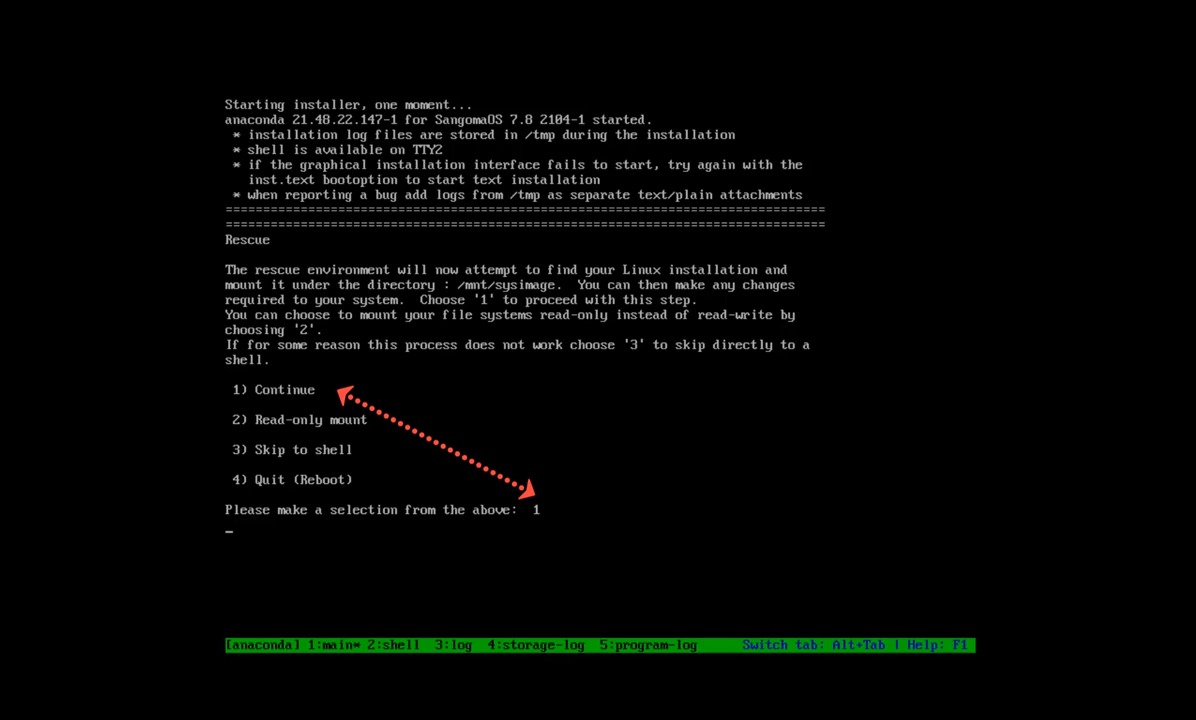 Starting installer, one moment...
anaconda 21.48.22.147-1 for SangomaOS 7.8 2104-1 started.
* installation log files are stored in /tmp during the installation
* shell is available on TTY2
* if the graphical installation interface fails to start, try again with the
inst.text bootoption to start text installation
* when reporting a bug add logs from /tmp as separate text/plain attachments
================================================================================
================================================================================
Rescue
The rescue environment will now attempt to find your Linux installation and
mount it under the directory : /mnt/sysimage.  You can then make any changes
required to your system.  Choose '1' to proceed with this step.
You can choose to mount your file systems read-only instead of read-write by
choosing '2'.
If for some reason this process does not work choose '3' to skip directly to a
shell.
1) Continue
2) Read-only mount
3) Skip to shell
4) Quit (Reboot)
Please make a selection from the above:  1
_
[anaconda] 1:main* 2:shell  3:log  4:storage-log  5:program-log      Switch tab: Alt+Tab | Help: F1